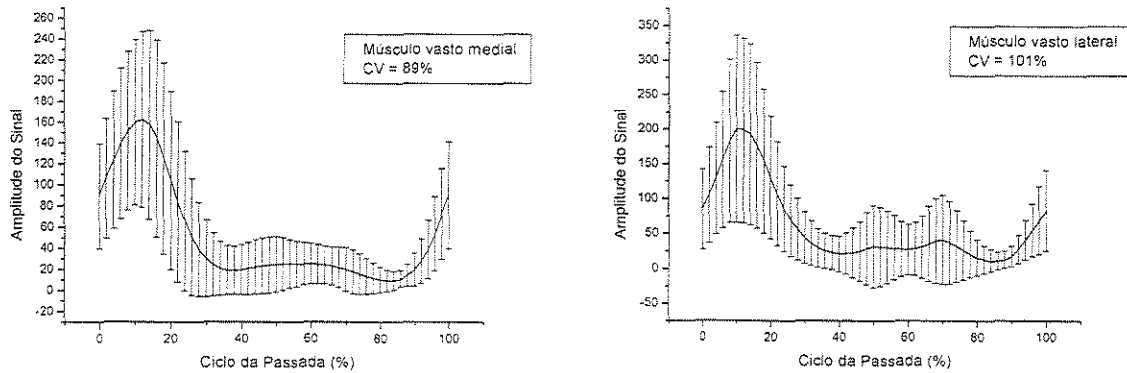 260
240
220
200
180
160
140
120
100
80
60
40
20
0
-20
Amplitude do Sinal
Músculo vasto medial
CV = 89%
0 20 40 60 80 100
Ciclo da Passada (%)
350
300
250
200
150
100
50
0
-50
Amplitude do Sinal
Músculo vasto lateral
CV = 101%
0 20 40 60 80 100
Ciclo da Passada (%)